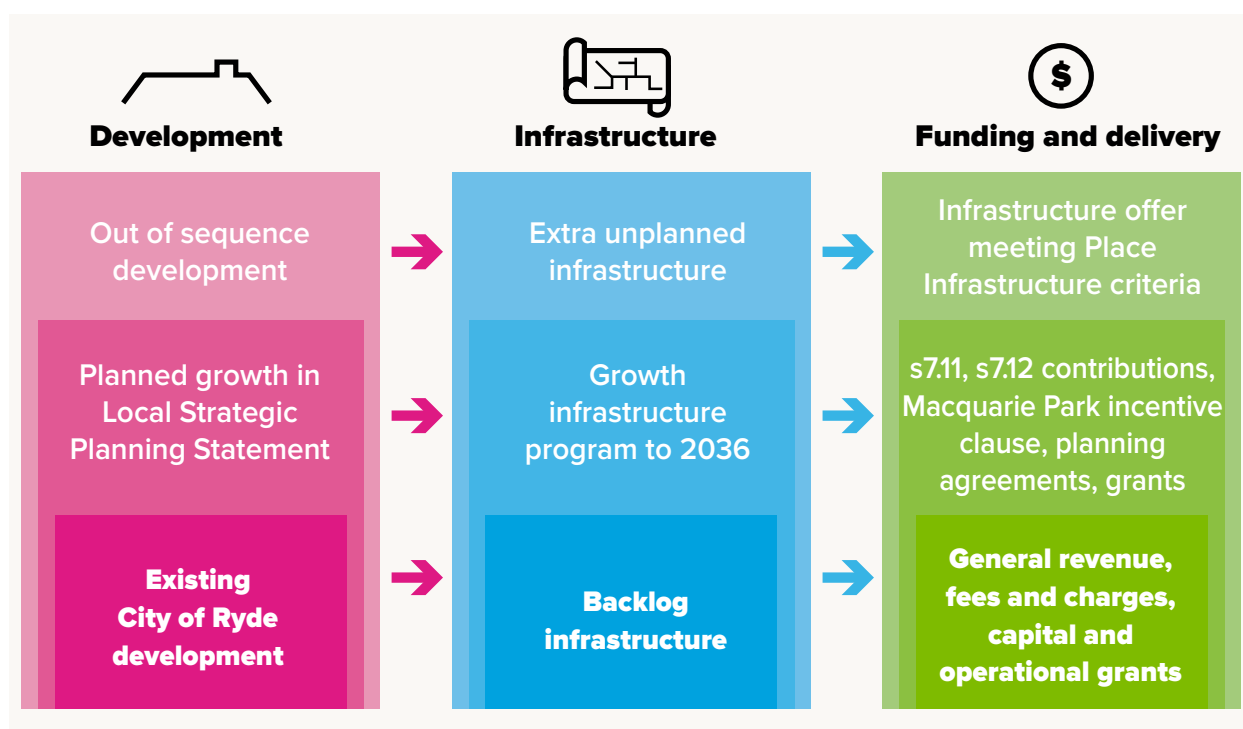 Development
Infrastructure
$
Funding and delivery
Out of sequence
development
Extra unplanned
infrastructure
Infrastructure offer
meeting Place
Infrastructure criteria
Planned growth in
Local Strategic
Planning Statement
Growth
infrastructure
program to 2036
s7.11, s7.12 contributions,
Macquarie Park incentive
clause, planning
agreements, grants
Existing
City of Ryde
development
Backlog
infrastructure
General revenue,
fees and charges,
capital and
operational grants